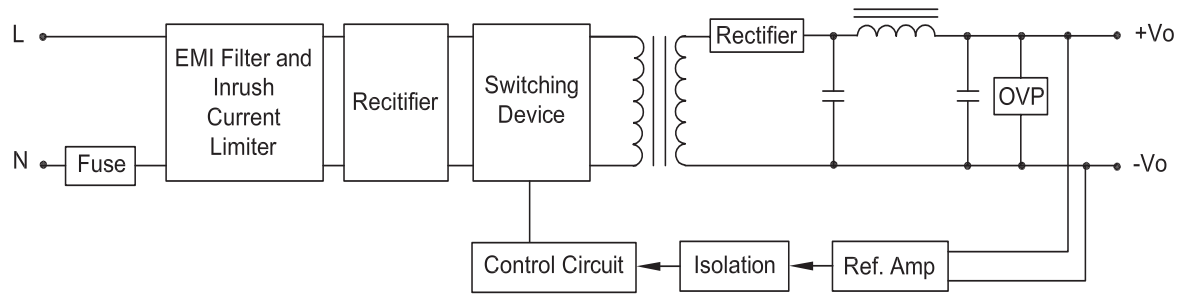 L
EMI Filter and
Inrush
Current
Limiter
Recitifier
Switching
Device
Rectifier
OVP
+Vo
N
Fuse
-Vo
Control Circuit
Isolation
Ref. Amp